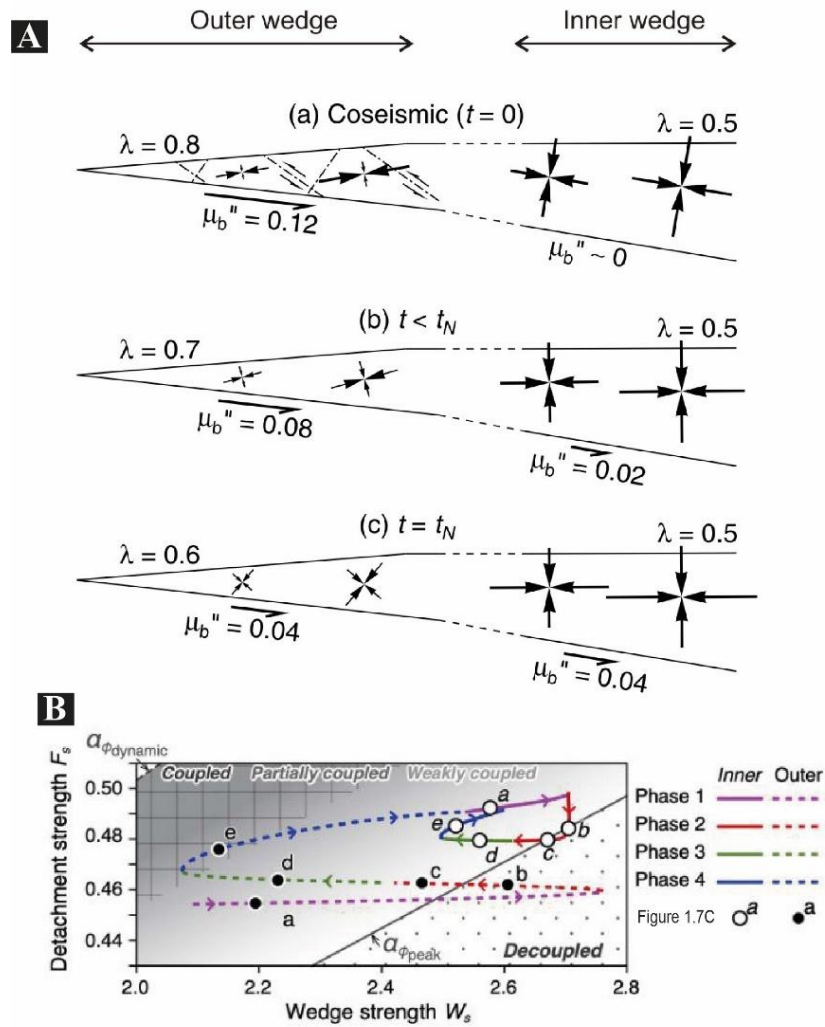 Outer wedge Inner wedge
A
(a) Coseismic (t = 0)
λ = 0.8 λ = 0.5
μb" = 0.12 μb" ~ 0
(b) t < tN
λ = 0.7 λ = 0.5
μb" = 0.08 μb" = 0.02
(c) t = tN
λ = 0.6 λ = 0.5
μb" = 0.04 μb" = 0.04
B
αΦdynamic
Coupled Partially coupled Weakly coupled
Detachment strength Fs
0.50
0.48
0.46
0.44
a
e b
e d c
d c b
a
αΦpeak
Decoupled
2.0 2.2 2.4 2.6 2.8
Wedge strength Ws
Inner Outer
Phase 1
Phase 2
Phase 3
Phase 4
Figure 1.7C a a